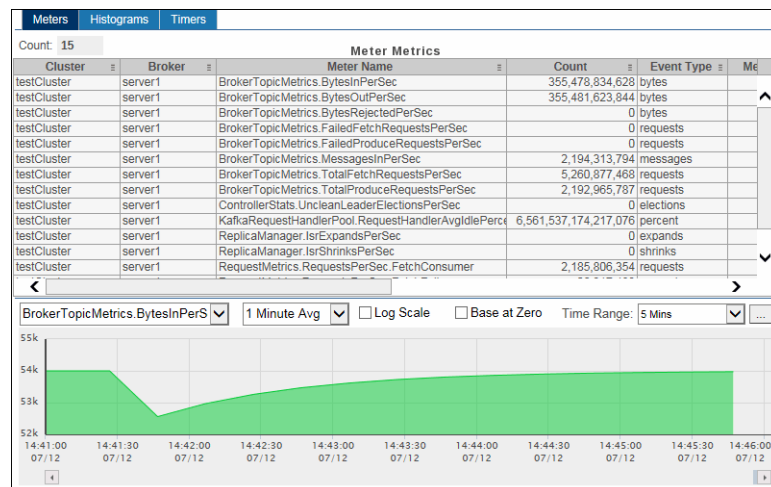 Meters Histograms Timers
Count: 15
Meter Metrics
Cluster Broker Meter Name Count Event Type Me
testCluster server1 BrokerTopicMetrics.BytesInPerSec 355,478,834,628 bytes
testCluster server1 BrokerTopicMetrics.BytesOutPerSec 355,481,623,844 bytes
testCluster server1 BrokerTopicMetrics.BytesRejectedPerSec 0 bytes
testCluster server1 BrokerTopicMetrics.FailedFetchRequestsPerSec 0 requests
testCluster server1 BrokerTopicMetrics.FailedProduceRequestsPerSec 0 requests
testCluster server1 BrokerTopicMetrics.MessagesInPerSec 2,194,313,794 messages
testCluster server1 BrokerTopicMetrics.TotalFetchRequestsPerSec 5,260,877,468 requests
testCluster server1 BrokerTopicMetrics.TotalProduceRequestsPerSec 2,192,965,787 requests
testCluster server1 ControllerStats.UncleanLeaderElectionsPerSec 0 elections
testCluster server1 KafkaRequestHandlerPool.RequestHandlerAvgIdlePerce 6,561,537,174,217,076 percent
testCluster server1 ReplicaManager.IsrExpandsPerSec 0 expands
testCluster server1 ReplicaManager.IsrShrinksPerSec 0 shrinks
testCluster server1 RequestMetrics.RequestsPerSec.FetchConsumer 2,185,806,354 requests
BrokerTopicMetrics.BytesInPerS 1 Minute Avg Log Scale Base at Zero Time Range: 5 Mins ...
55k
54k
53k
52k
14:41:00 14:41:30 14:42:00 14:42:30 14:43:00 14:43:30 14:44:00 14:44:30 14:45:00 14:45:30 14:46:00
07/12 07/12 07/12 07/12 07/12 07/12 07/12 07/12 07/12 07/12 07/12